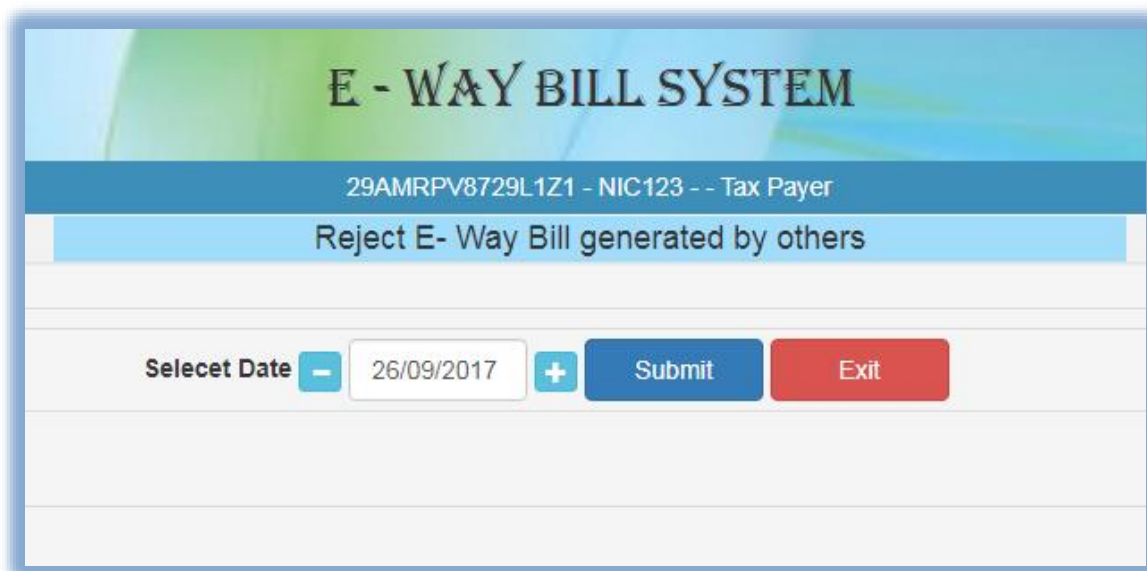 E - WAY BILL SYSTEM
29AMRPV8729L1Z1 - NIC123 - - Tax Payer
Reject E- Way Bill generated by others
Selecet Date - 26/09/2017 + Submit Exit